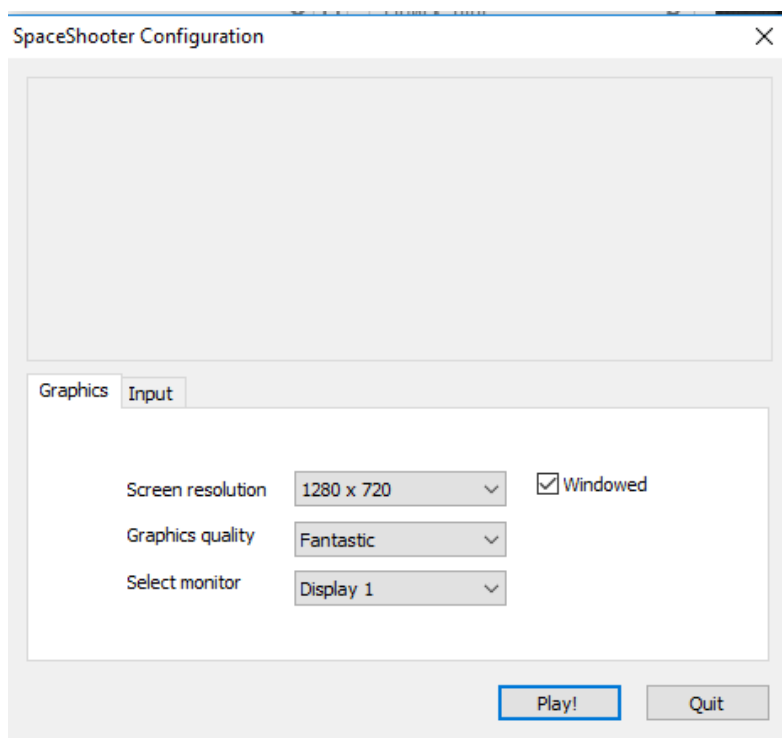 SpaceShooter Configuration
Graphics Input
Screen resolution 1280 x 720 Windowed
Graphics quality Fantastic
Select monitor Display 1
Play! Quit